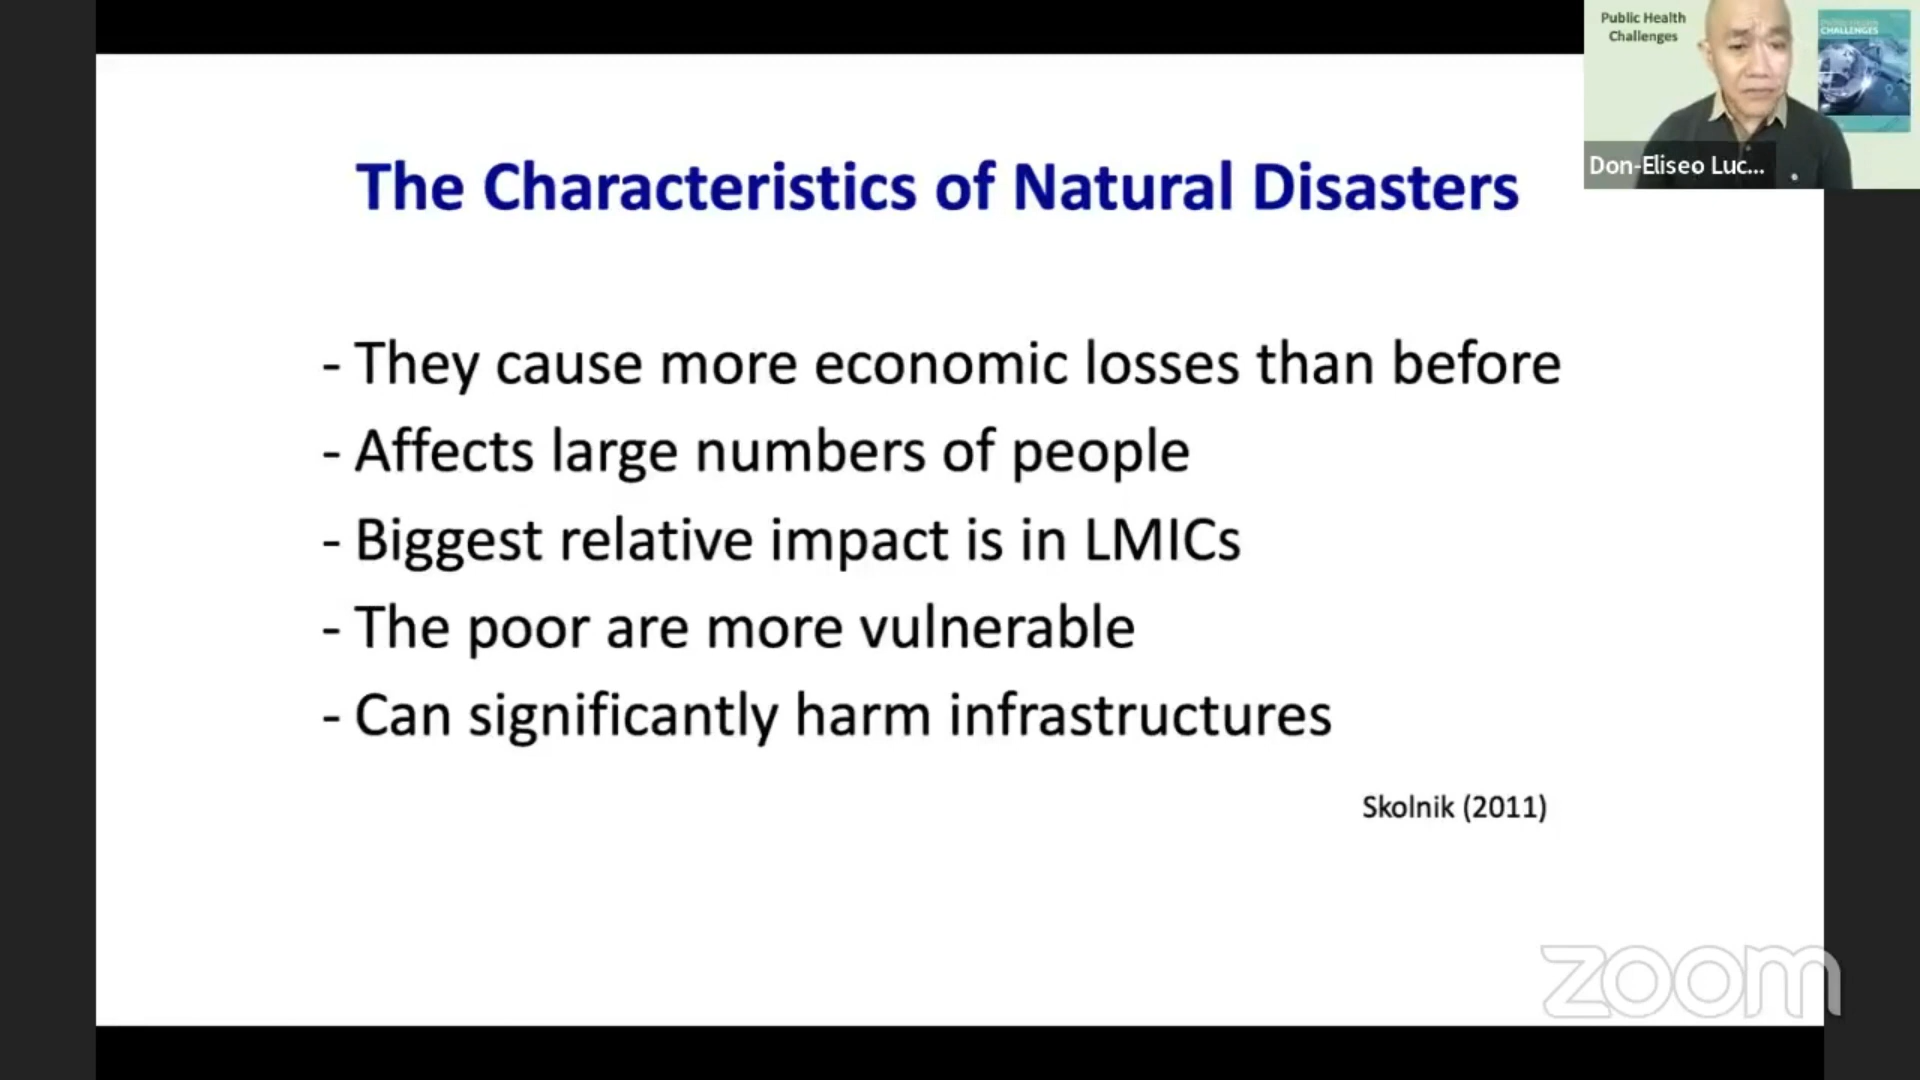 Public Health
Challenges
CHALLENGES
Don-Eliseo Luc...
The Characteristics of Natural Disasters
- They cause more economic losses than before
- Affects large numbers of people
- Biggest relative impact is in LMICs
- The poor are more vulnerable
- Can significantly harm infrastructures
Skolnik (2011)
zoom